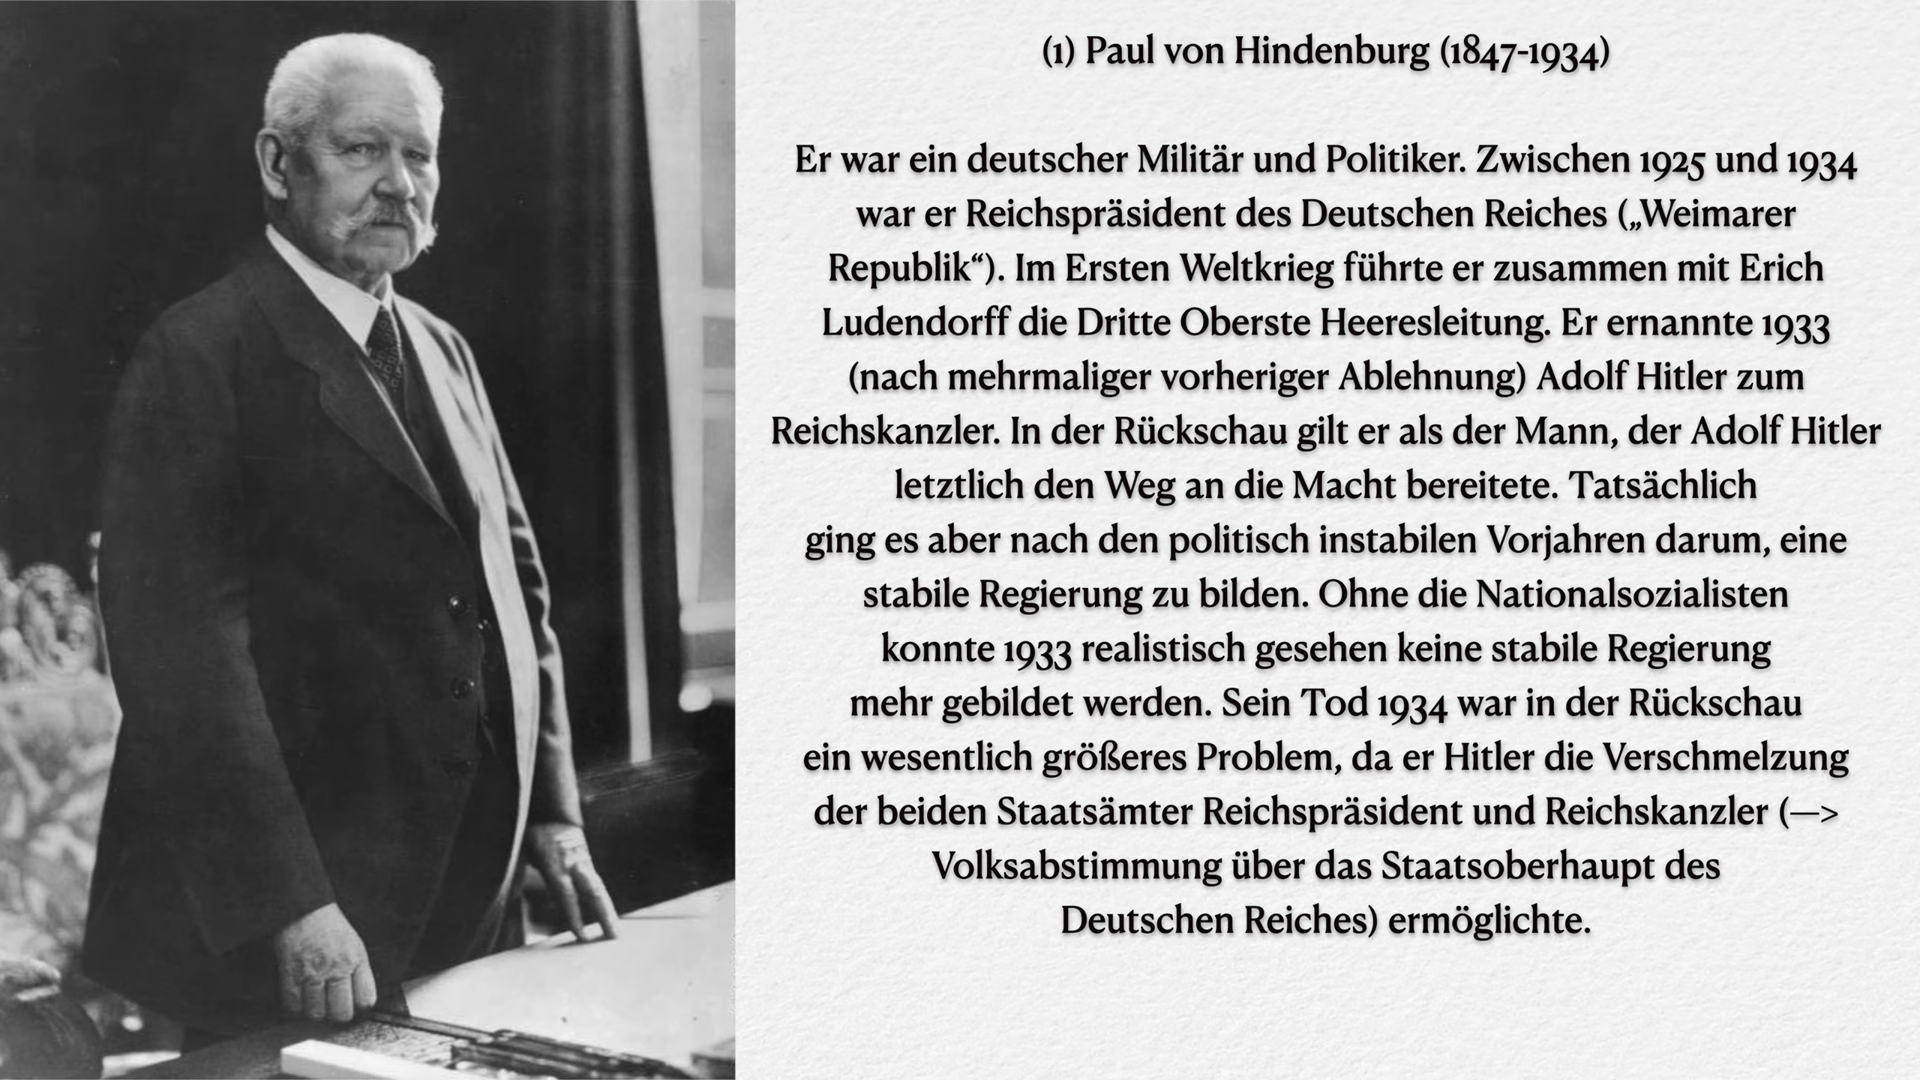 (1) Paul von Hindenburg (1847-1934)
Er war ein deutscher Militär und Politiker. Zwischen 1925 und 1934
war er Reichspräsident des Deutschen Reiches („Weimarer
Republik“). Im Ersten Weltkrieg führte er zusammen mit Erich
Ludendorff die Dritte Oberste Heeresleitung. Er ernannte 1933
(nach mehrmaliger vorheriger Ablehnung) Adolf Hitler zum
Reichskanzler. In der Rückschau gilt er als der Mann, der Adolf Hitler
letztlich den Weg an die Macht bereitete. Tatsächlich
ging es aber nach den politisch instabilen Vorjahren darum, eine
stabile Regierung zu bilden. Ohne die Nationalsozialisten
konnte 1933 realistisch gesehen keine stabile Regierung
mehr gebildet werden. Sein Tod 1934 war in der Rückschau
ein wesentlich größeres Problem, da er Hitler die Verschmelzung
der beiden Staatsämter Reichspräsident und Reichskanzler (—>
Volksabstimmung über das Staatsoberhaupt des
Deutschen Reiches) ermöglichte.